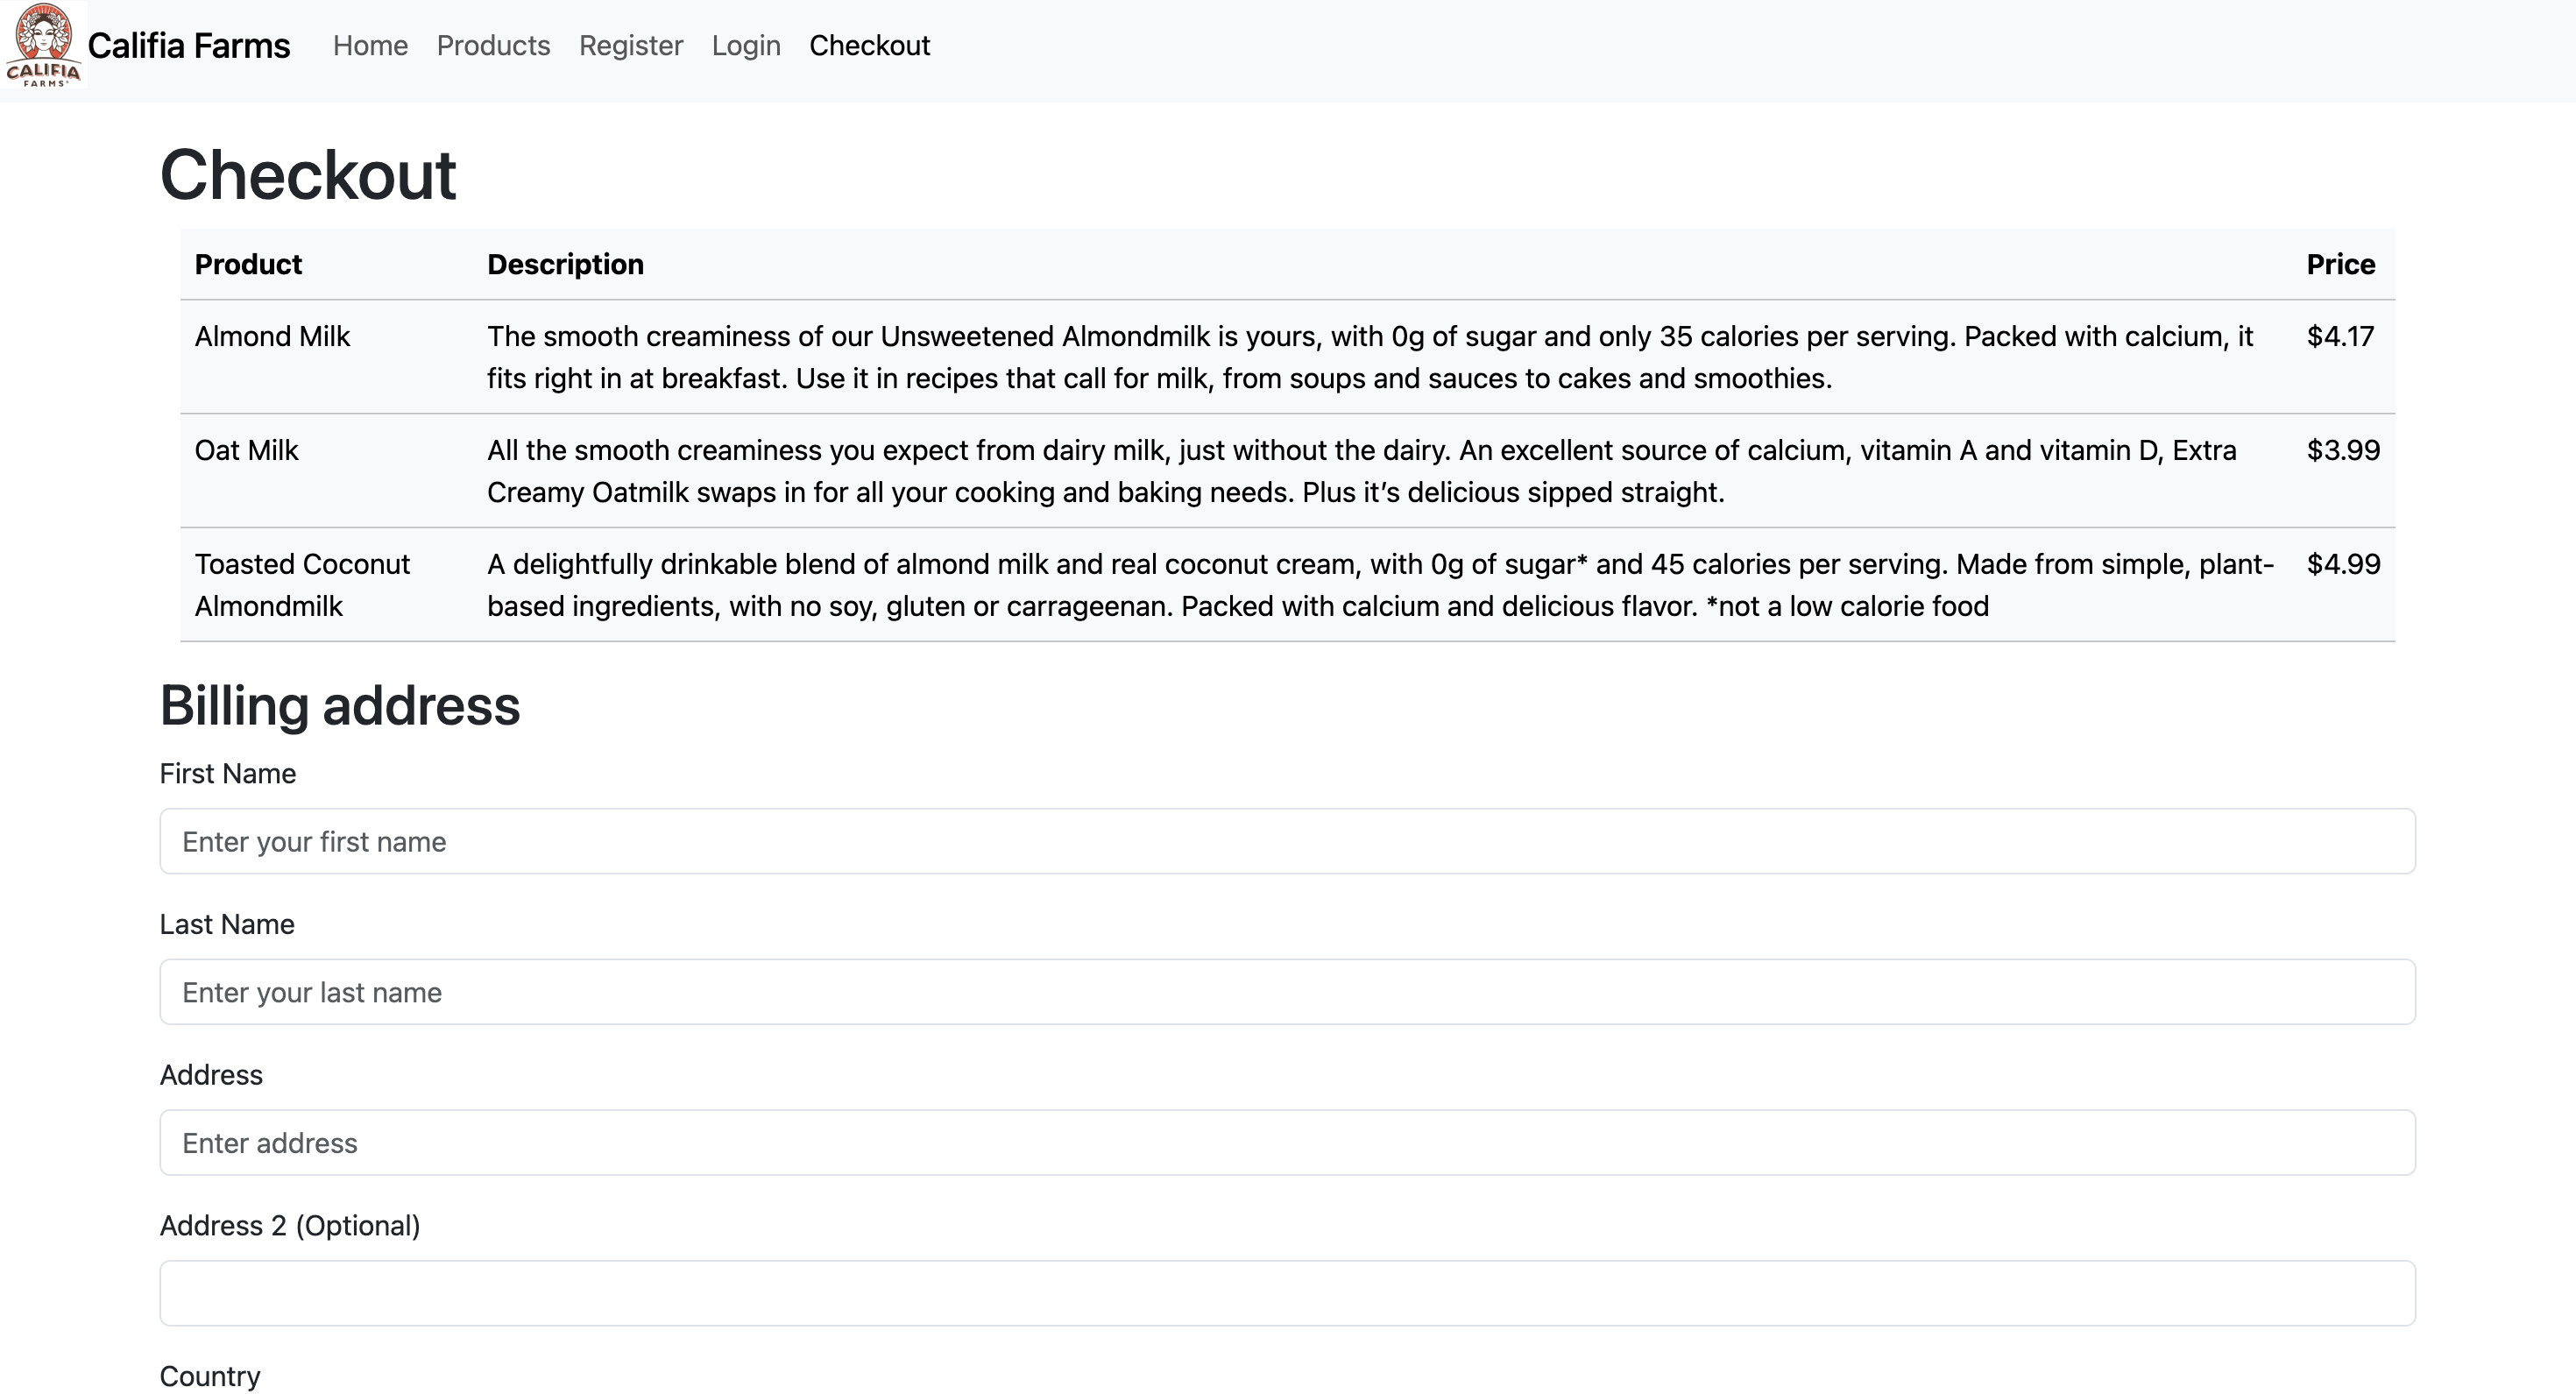 CALIFIA
FARMS
Califia Farms Home Products Register Login Checkout
Checkout
Product Description Price
Almond Milk The smooth creaminess of our Unsweetened Almondmilk is yours, with 0g of sugar and only 35 calories per serving. Packed with calcium, it $4.17
fits right in at breakfast. Use it in recipes that call for milk, from soups and sauces to cakes and smoothies.
Oat Milk All the smooth creaminess you expect from dairy milk, just without the dairy. An excellent source of calcium, vitamin A and vitamin D, Extra $3.99
Creamy Oatmilk swaps in for all your cooking and baking needs. Plus it’s delicious sipped straight.
Toasted Coconut A delightfully drinkable blend of almond milk and real coconut cream, with 0g of sugar* and 45 calories per serving. Made from simple, plant- $4.99
Almondmilk based ingredients, with no soy, gluten or carrageenan. Packed with calcium and delicious flavor. *not a low calorie food
Billing address
First Name
Enter your first name
Last Name
Enter your last name
Address
Enter address
Address 2 (Optional)
Country